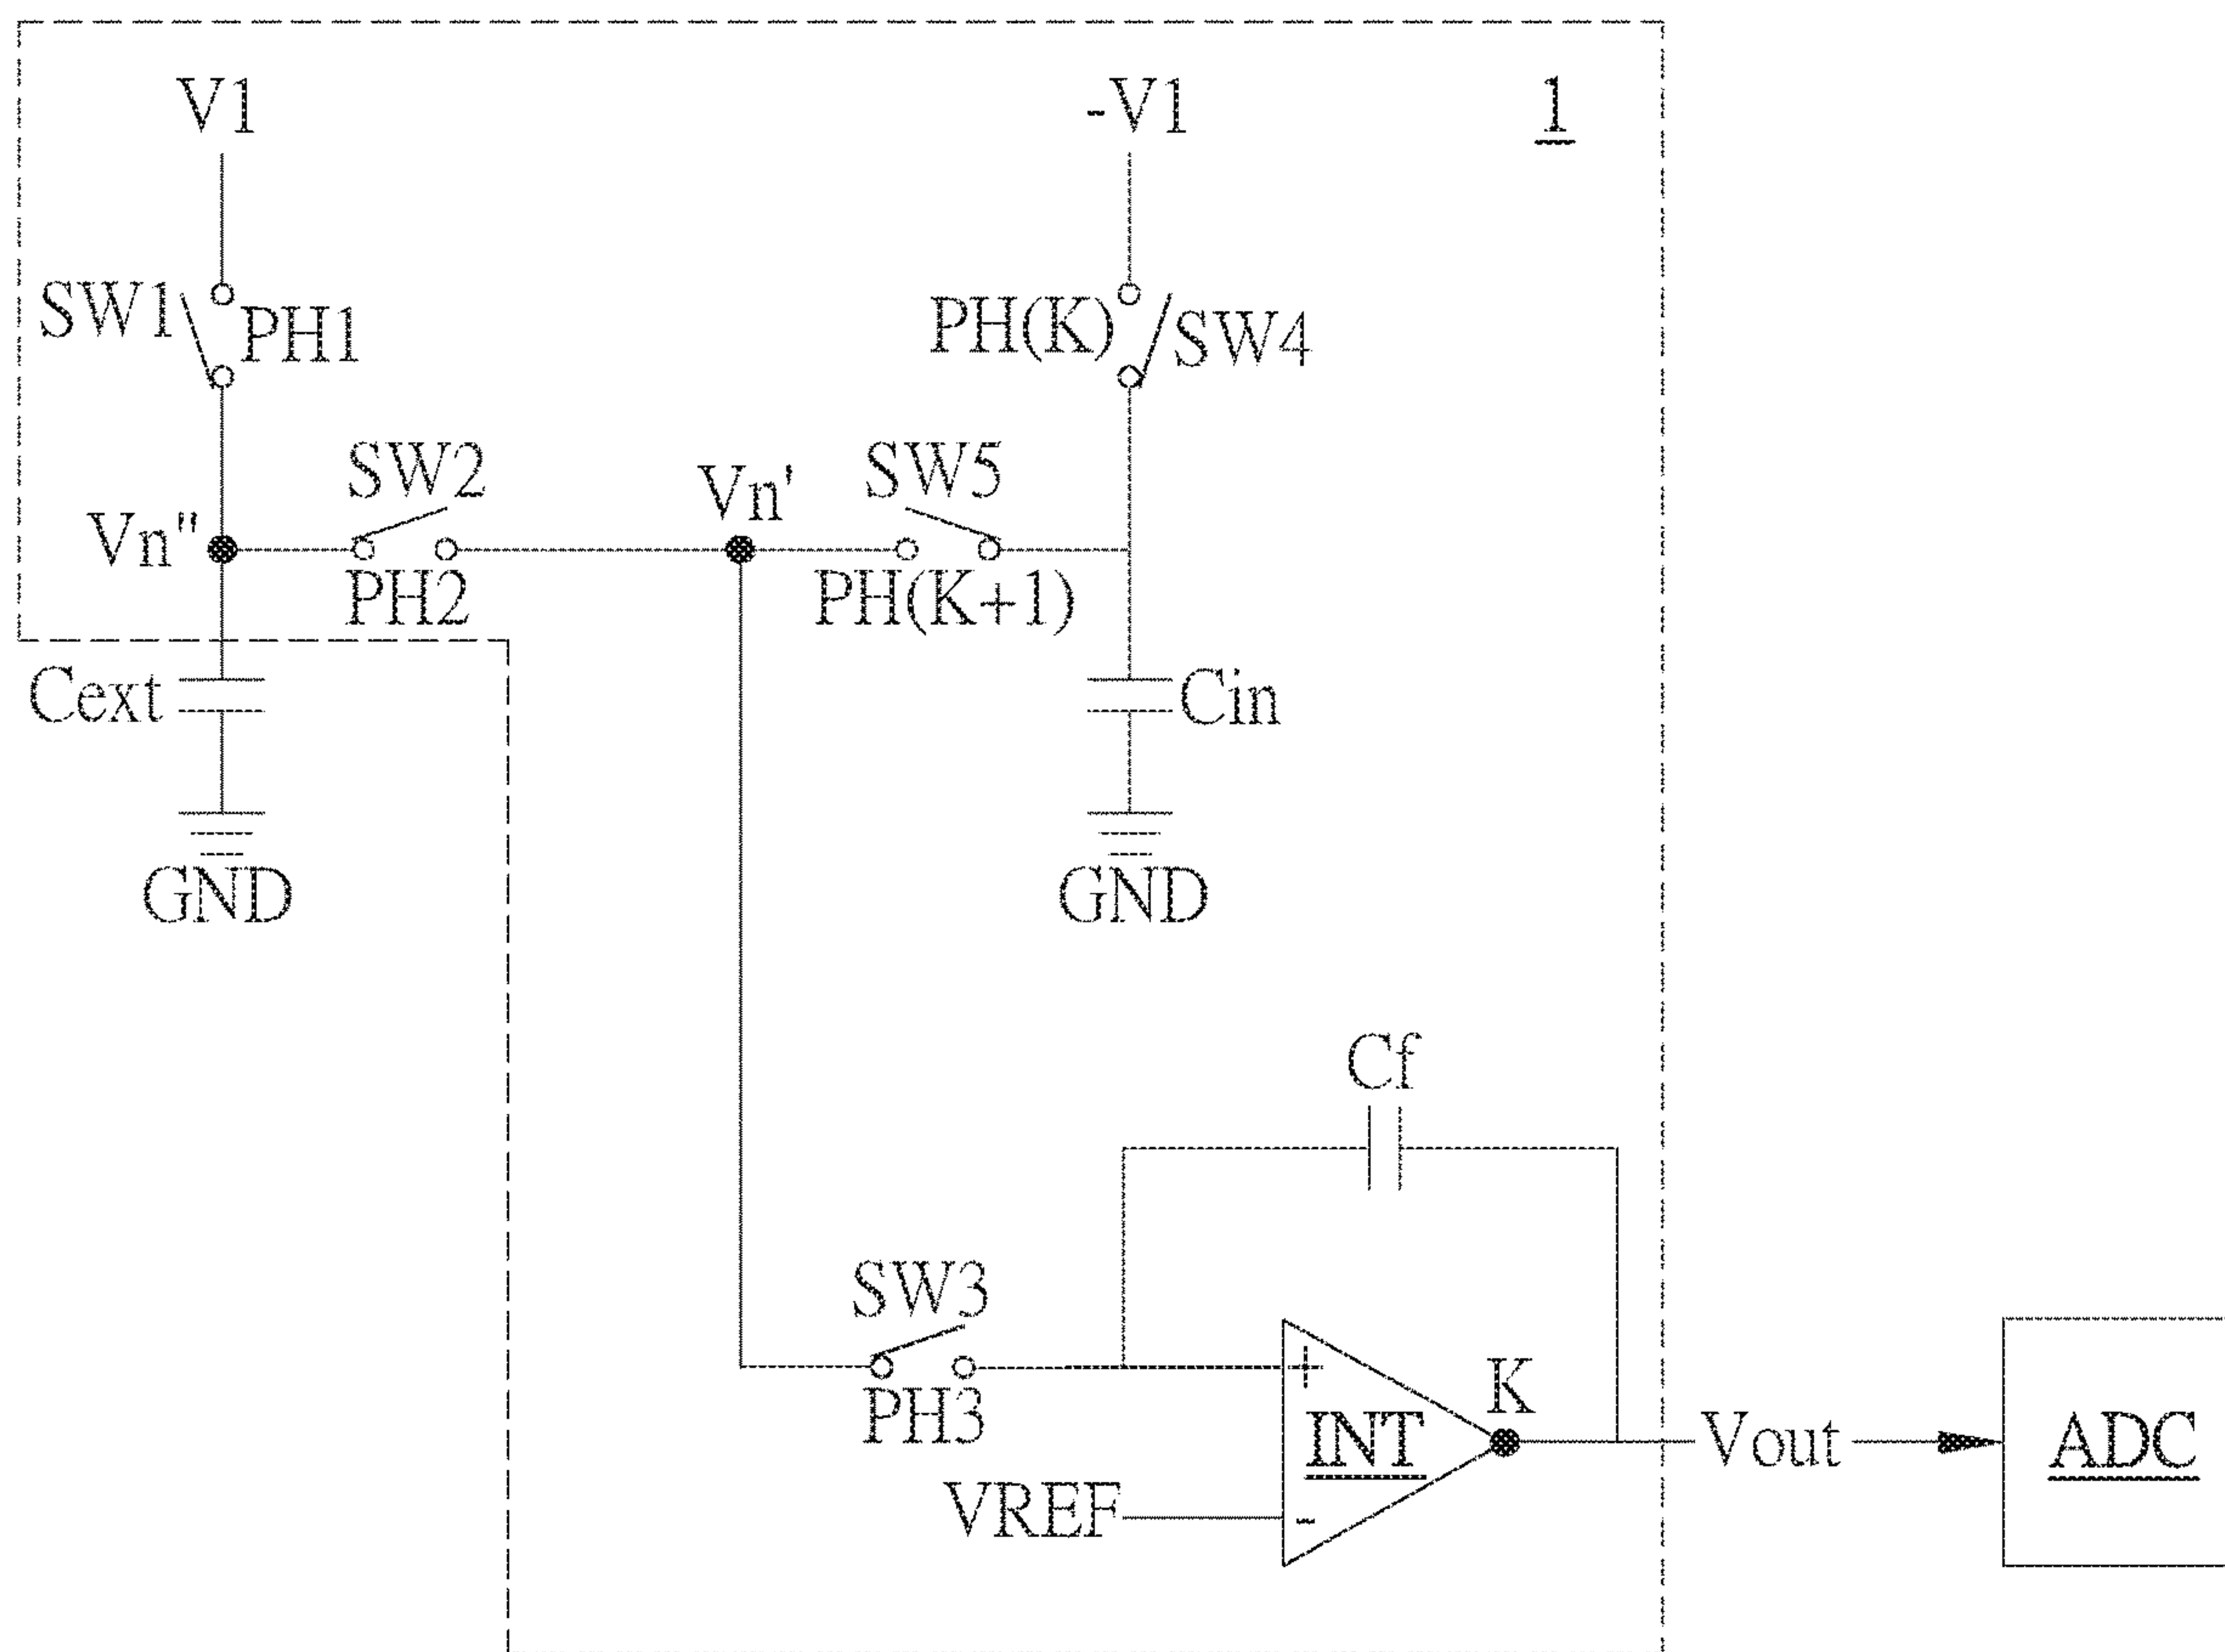 V1
-V1
1
SW1
PH1
PH(K)
SW4
SW2
Vn'
SW5
Vn"
PH2
PH(K+1)
Cext
Cin
GND
GND
Cf
SW3
+
K
PH3
INT
Vout
ADC
VREF
-